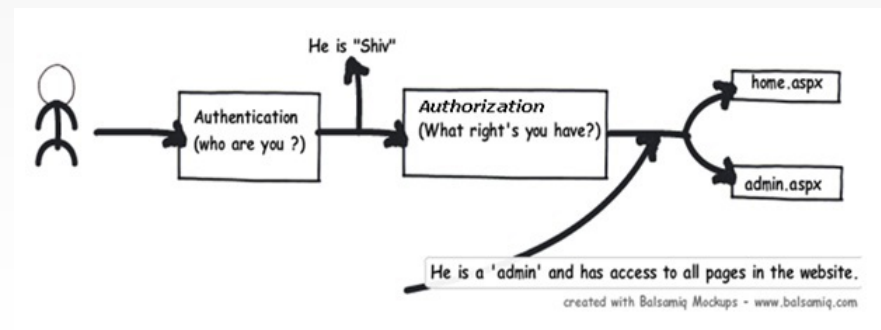 He is "Shiv"
Authentication
(who are you ?)
Authorization
(What right's you have?)
home.aspx
admin.aspx
He is a 'admin' and has access to all pages in the website.
created with Balsamiq Mockups - www.balsamiq.com